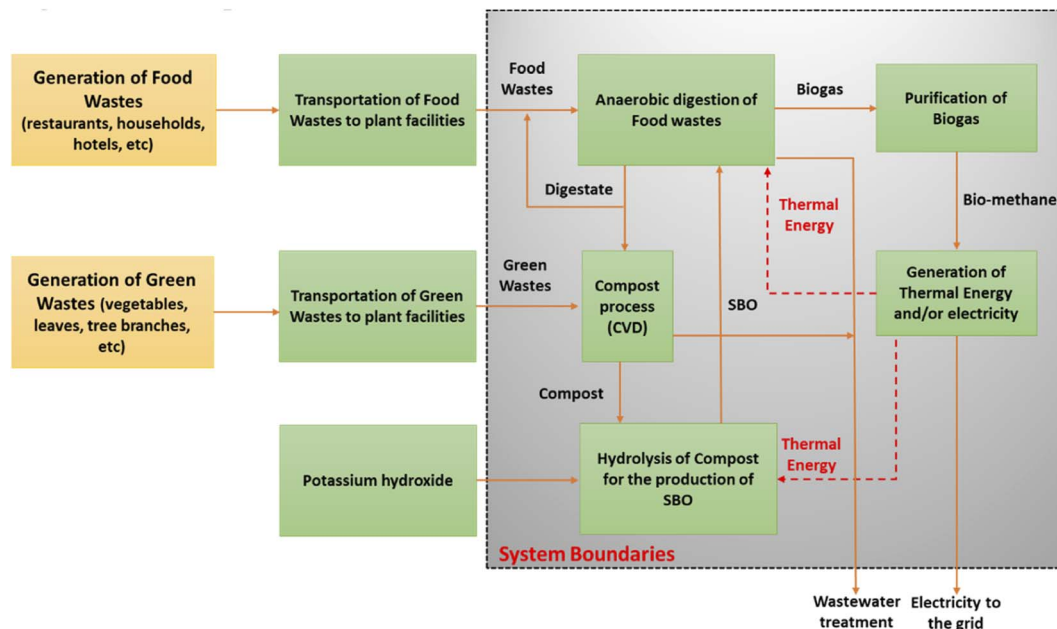 Generation of Food
Wastes
(restaurants, households,
hotels, etc)
Transportation of Food
Wastes to plant facilities
Food
Wastes
Anaerobic digestion of
Food wastes
Biogas
Purification of
Biogas
Digestate
Thermal
Energy
Bio-methane
Generation of Green
Wastes (vegetables,
leaves, tree branches,
etc)
Transportation of Green
Wastes to plant facilities
Green
Wastes
Compost
process
(CVD)
SBO
Generation of
Thermal Energy
and/or electricity
Compost
Potassium hydroxide
Hydrolysis of Compost
for the production of
SBO
Thermal
Energy
System Boundaries
Wastewater
treatment
Electricity to
the grid